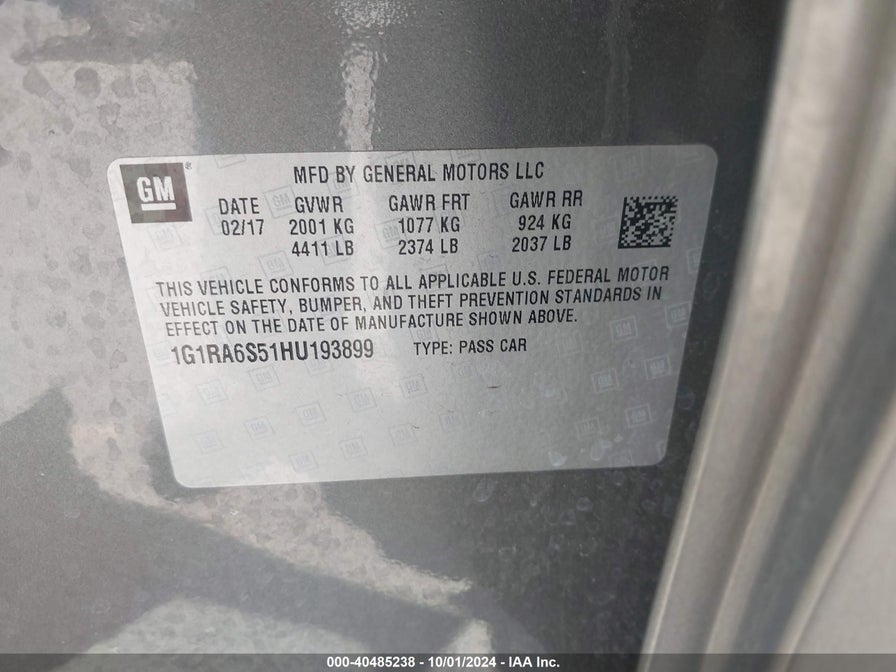 GM
MFD BY GENERAL MOTORS LLC
DATE GVWR GAWR FRT GAWR RR
02/17 2001 KG 1077 KG 924 KG
4411 LB 2374 LB 2037 LB
THIS VEHICLE CONFORMS TO ALL APPLICABLE U.S. FEDERAL MOTOR
VEHICLE SAFETY, BUMPER, AND THEFT PREVENTION STANDARDS IN
EFFECT ON THE DATE OF MANUFACTURE SHOWN ABOVE.
1G1RA6S51HU193899 TYPE: PASS CAR
000-40485238 - 10/01/2024 - IAA Inc.